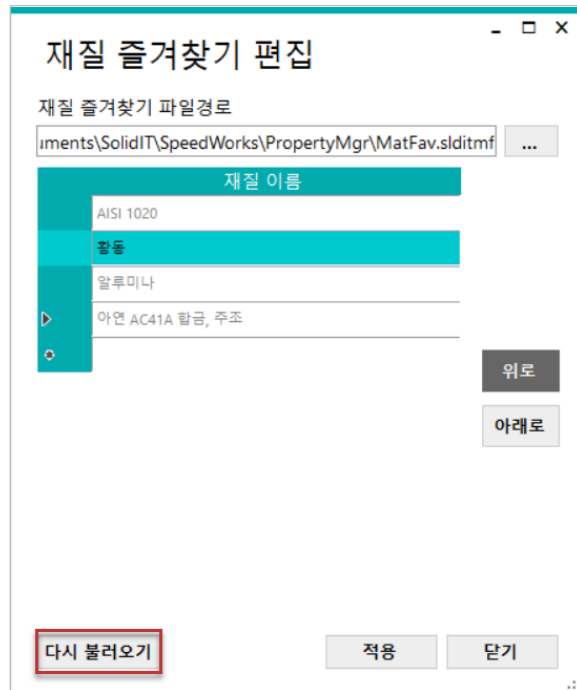 재질 즐겨찾기 편집
재질 즐겨찾기 파일경로
uments\SolidIT\SpeedWorks\PropertyMgr\MatFav.slditmf ...
재질 이름
AISI 1020
황동
알루미나
아연 AC41A 합금, 주조
위로
아래로
다시 불러오기 적용 닫기